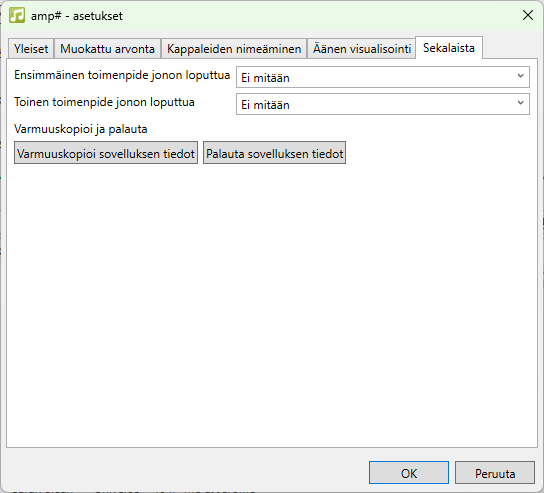 amp# - asetukset
Yleiset Muokattu arvonta Kappaleiden nimeäminen Äänen visualisointi Sekalaista
Ensimmäinen toimenpide jonon loputtua Ei mitään
Toinen toimenpide jonon loputtua Ei mitään
Varmuuskopioi ja palauta
Varmuuskopioi sovelluksen tiedot Palauta sovelluksen tiedot
OK Peruuta